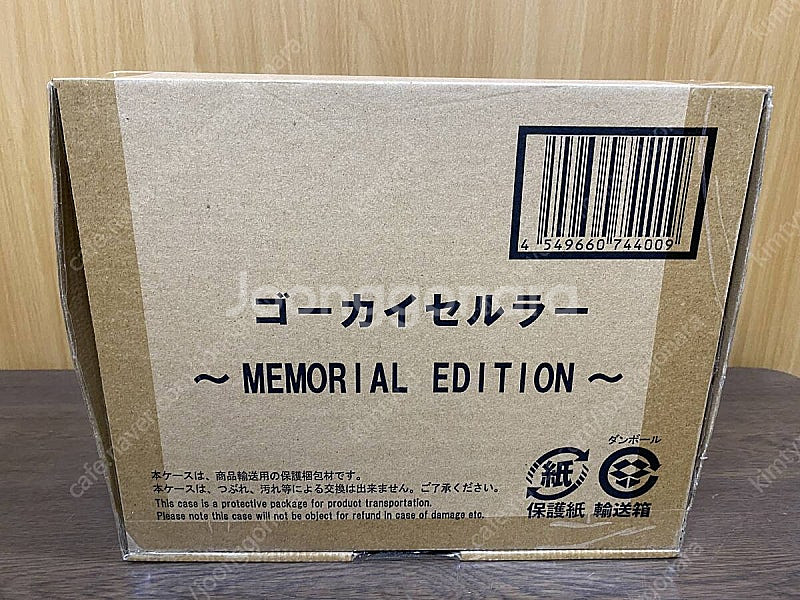 4 549660 744009
Joonggonara
ゴーカイセルラー
～ MEMORIAL EDITION ～
ダンボール
紙
保護紙 輸送箱
本ケースは、商品輸送用の保護梱包材です。
本ケースは、つぶれ、汚れ等による交換は出来ません。ご了承ください。
This case is a protective package for product transportation.
Please note this case will not be object for refund in case of damage etc.